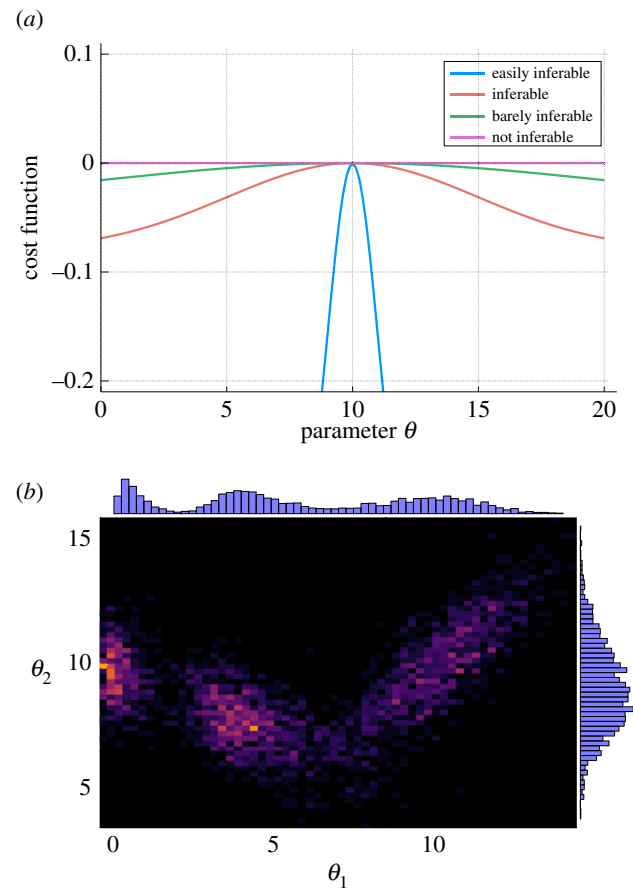 (a)
0.1
0
–0.1
–0.2
cost function
easily inferable
inferable
barely inferable
not inferable
0
5
10
15
20
parameter θ
(b)
15
10
5
θ2
0
5
10
θ1